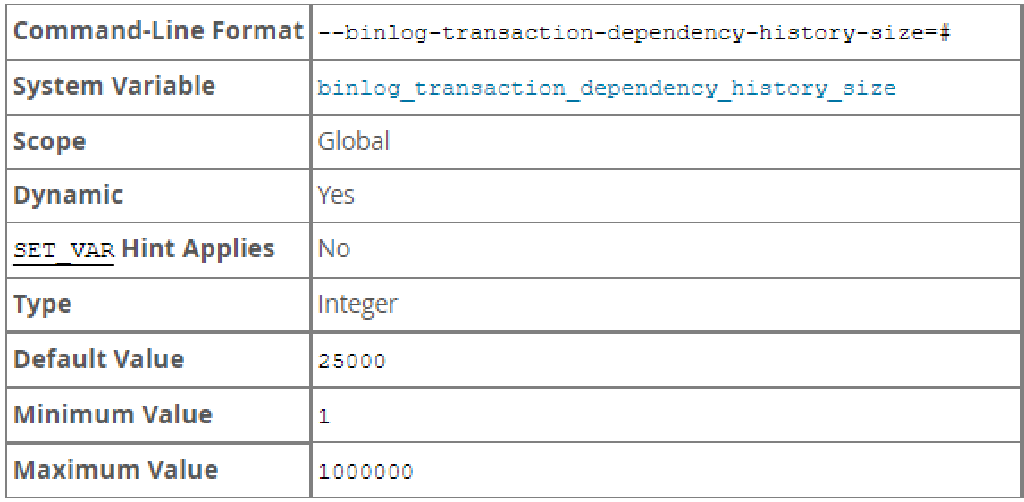 Command-Line Format --binlog-transaction-dependency-history-size=#
System Variable binlog_transaction_dependency_history_size
Scope Global
Dynamic Yes
SET_VAR Hint Applies No
Type Integer
Default Value 25000
Minimum Value 1
Maximum Value 1000000